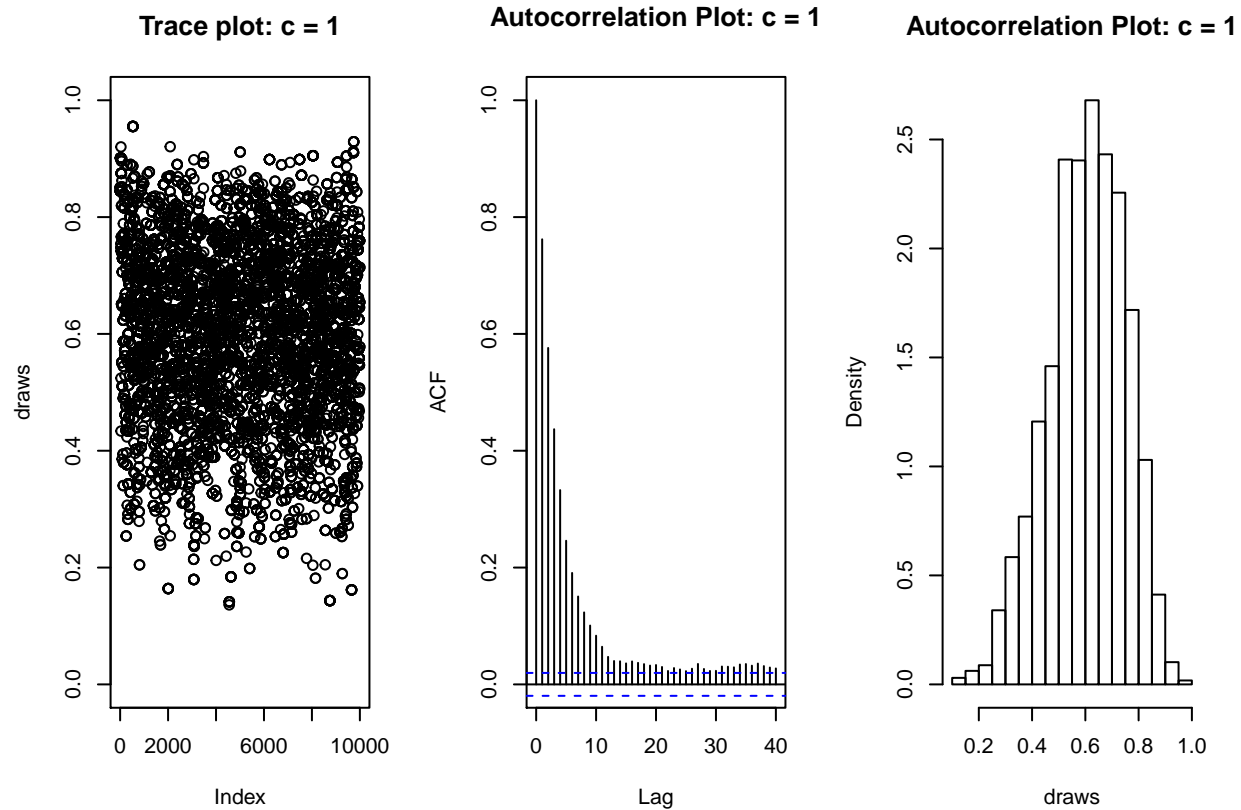 Trace plot: c = 1
draws
0.0 0.2 0.4 0.6 0.8 1.0
0 2000 6000 10000
Index
Autocorrelation Plot: c = 1
ACF
0.0 0.2 0.4 0.6 0.8 1.0
0 10 20 30 40
Lag
Autocorrelation Plot: c = 1
Density
0.0 0.5 1.0 1.5 2.0 2.5
0.2 0.4 0.6 0.8 1.0
draws